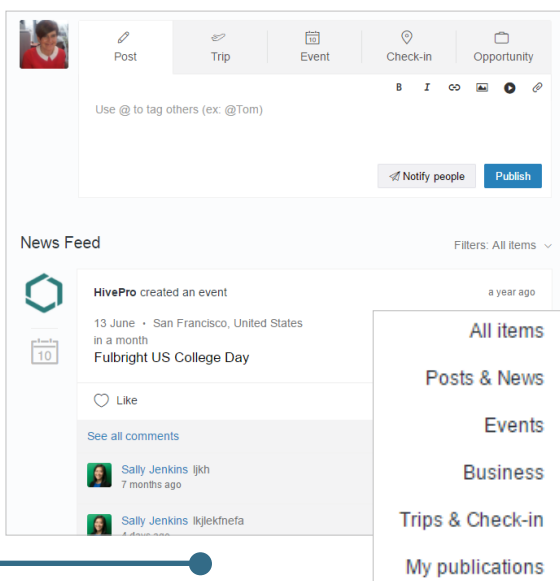 Post Trip Event Check-in Opportunity
10
B I
Use @ to tag others (ex: @Tom)
Notify people Publish
News Feed Filters: All items
HivePro created an event a year ago
13 June · San Francisco, United States
in a month
10
Fulbright US College Day
Like
See all comments
Sally Jenkins ljkh
7 months ago
Sally Jenkins lkjlekfnefa
4 days ago
All items
Posts & News
Events
Business
Trips & Check-in
My publications